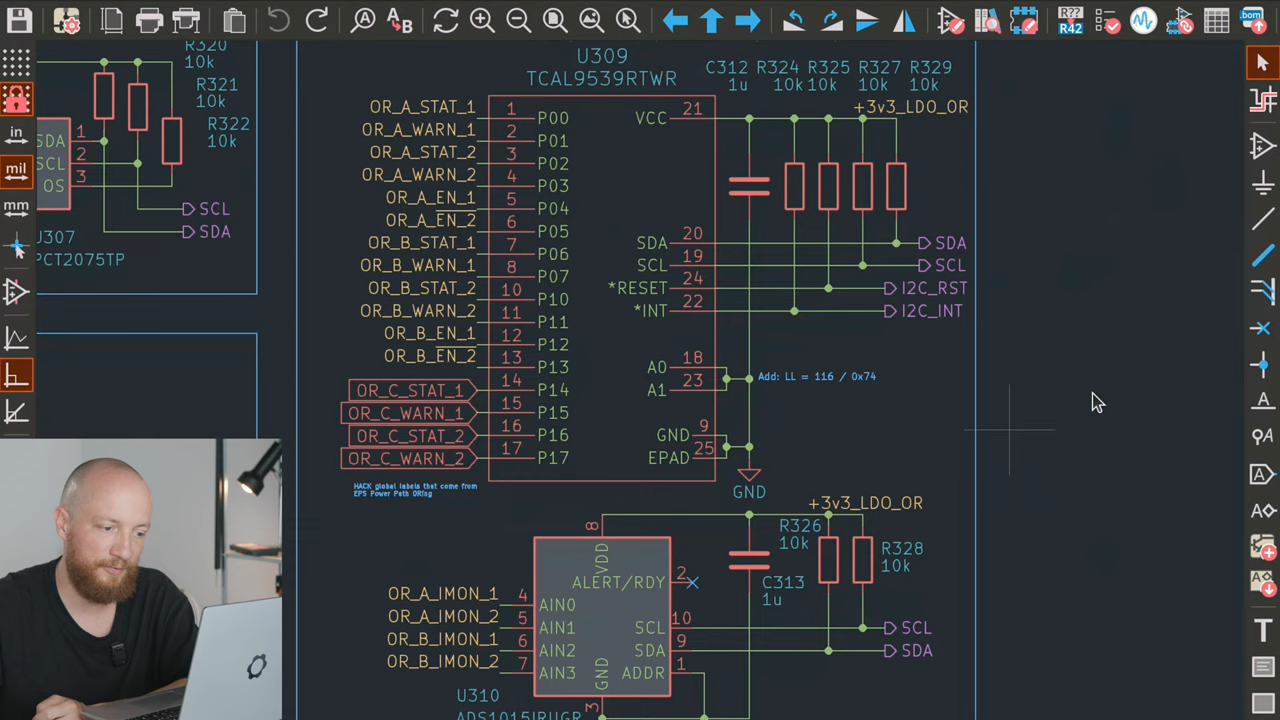 R??
R42
.bom
A
A
B
in
mil
mm
R320
10k
R321
10k
R322
10k
SDA 1
SCL 2
OS 3
SCL
SDA
U307
PCT2075TP
U309
TCAL9539RTWR
C312 R324 R325 R327 R329
1u 10k 10k 10k 10k
+3v3_LDO_OR
OR_A_STAT_1 1 P00
OR_A_WARN_1 2 P01
OR_A_STAT_2 3 P02
OR_A_WARN_2 4 P03
OR_A_EN_1 5 P04
OR_A_EN_2 6 P05
OR_B_STAT_1 7 P06
OR_B_WARN_1 8 P07
OR_B_STAT_2 10 P10
OR_B_WARN_2 11 P11
OR_B_EN_1 12 P12
OR_B_EN_2 13 P13
OR_C_STAT_1 14 P14
OR_C_WARN_1 15 P15
OR_C_STAT_2 16 P16
OR_C_WARN_2 17 P17
VCC 21
SDA 20 SDA
SCL 19 SCL
*RESET 24 I2C_RST
*INT 22 I2C_INT
A0 18
A1 23
Add: LL = 116 / 0x74
GND 9
EPAD 25
GND
HACK global labels that come from
EPS Power Path ORing
+3v3_LDO_OR
R326
10k
R328
10k
C313
1u
8
VDD
ALERT/RDY 2
OR_A_IMON_1 4 AIN0
OR_A_IMON_2 5 AIN1
OR_B_IMON_1 6 AIN2
OR_B_IMON_2 7 AIN3
SCL 10 SCL
SDA 9 SDA
ADDR 1
GND
3
U310
ADS1015IRUGR
A
A
A
A
T